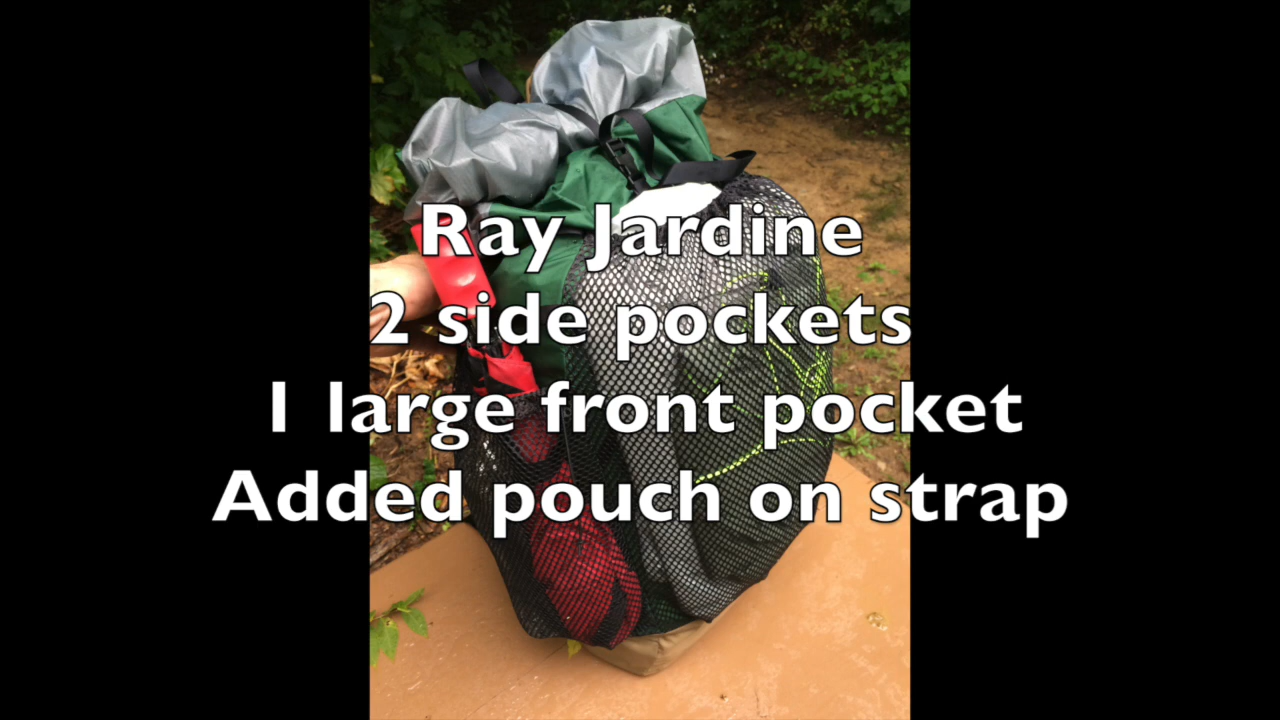 Ray Jardine
2 side pockets
1 large front pocket
Added pouch on strap